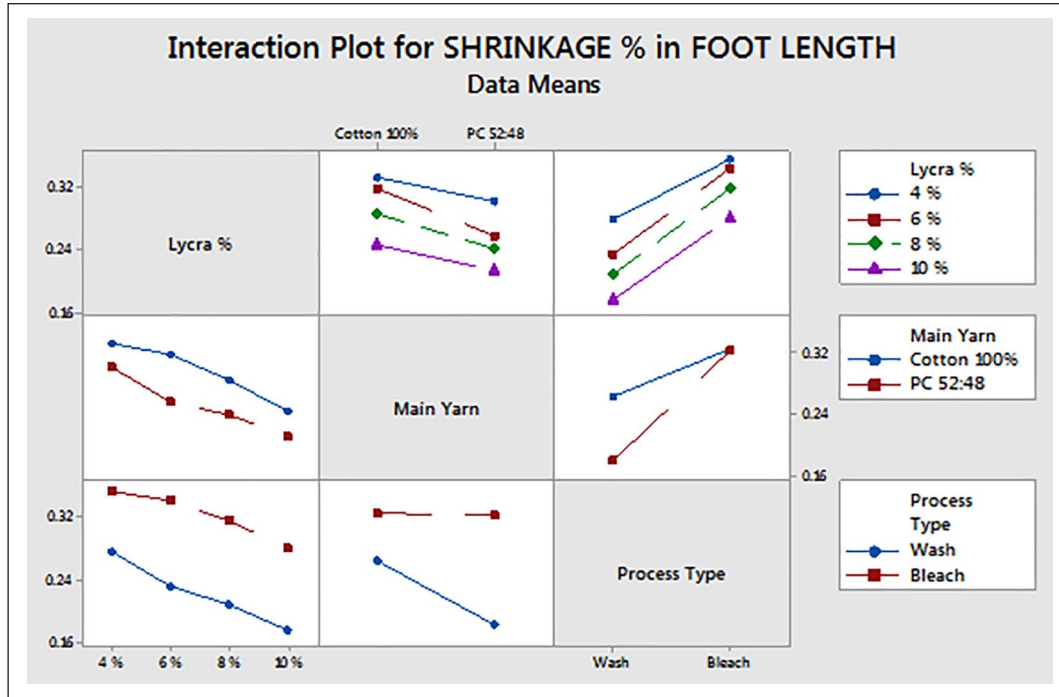 Interaction Plot for SHRINKAGE % in FOOT LENGTH
Data Means
Cotton 100% PC 52:48
0.32
0.24
0.16
Lycra %
Lycra %
4 %
6 %
8 %
10 %
Main Yarn
0.32
0.24
0.16
Main Yarn
Cotton 100%
PC 52:48
0.32
0.24
0.16
Process Type
Process
Type
Wash
Bleach
4 % 6 % 8 % 10 %
Wash Bleach